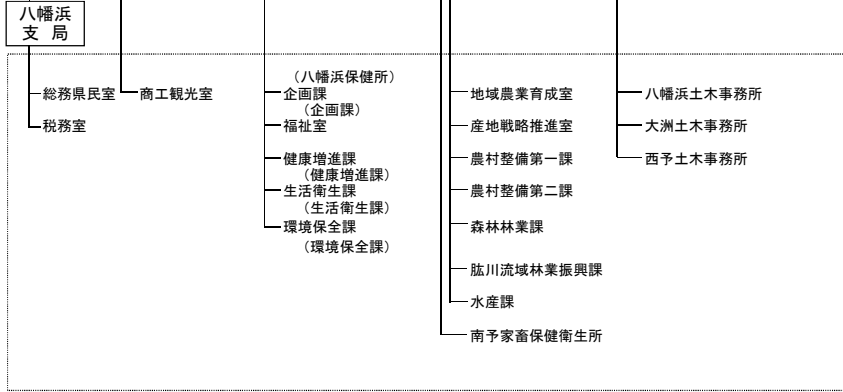 八幡浜
支 局
総務県民室
税務室
商工観光室
（八幡浜保健所）
企画課
（企画課）
福祉室
健康増進課
（健康増進課）
生活衛生課
（生活衛生課）
環境保全課
（環境保全課）
地域農業育成室
産地戦略推進室
農村整備第一課
農村整備第二課
森林林業課
肱川流域林業振興課
水産課
南予家畜保健衛生所
八幡浜土木事務所
大洲土木事務所
西予土木事務所